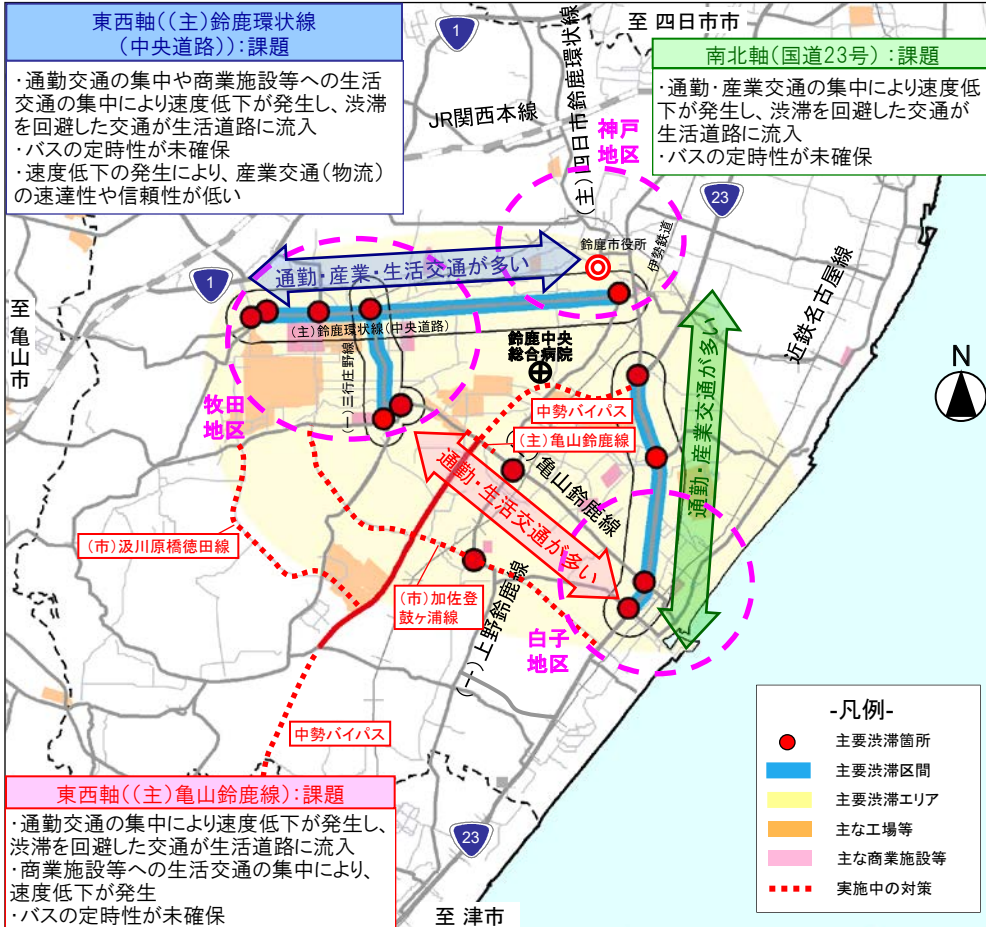 東西軸((主)鈴鹿環状線
(中央道路)):課題
・通勤交通の集中や商業施設等への生活
交通の集中により速度低下が発生し、渋滞
を回避した交通が生活道路に流入
・バスの定時性が未確保
・速度低下の発生により、産業交通(物流)
の速達性や信頼性が低い
1
至 四日市市
(主)四日市鈴鹿環状線
JR関西本線
南北軸(国道23号):課題
・通勤・産業交通の集中により速度低
下が発生し、渋滞を回避した交通が
生活道路に流入
・バスの定時性が未確保
神戸
地区
23
鈴鹿市役所
伊勢鉄道
近鉄名古屋線
1
通勤・産業・生活交通が多い
至 亀山市
(主)鈴鹿環状線(中央道路)
(一)三行庄野線
鈴鹿中央
総合病院
通勤・産業交通が多い
N
牧田
地区
中勢バイパス
(主)亀山鈴鹿線
(主)亀山鈴鹿線
通勤・生活交通が多い
(市)汲川原橋徳田線
(市)加佐登
鼓ヶ浦線
(一)上野鈴鹿線
白子
地区
中勢バイパス
東西軸((主)亀山鈴鹿線):課題
・通勤交通の集中により速度低下が発生し、
渋滞を回避した交通が生活道路に流入
・商業施設等への生活交通の集中により、
速度低下が発生
・バスの定時性が未確保
23
至 津市
-凡例-
主要渋滞箇所
主要渋滞区間
主要渋滞エリア
主な工場等
主な商業施設等
実施中の対策